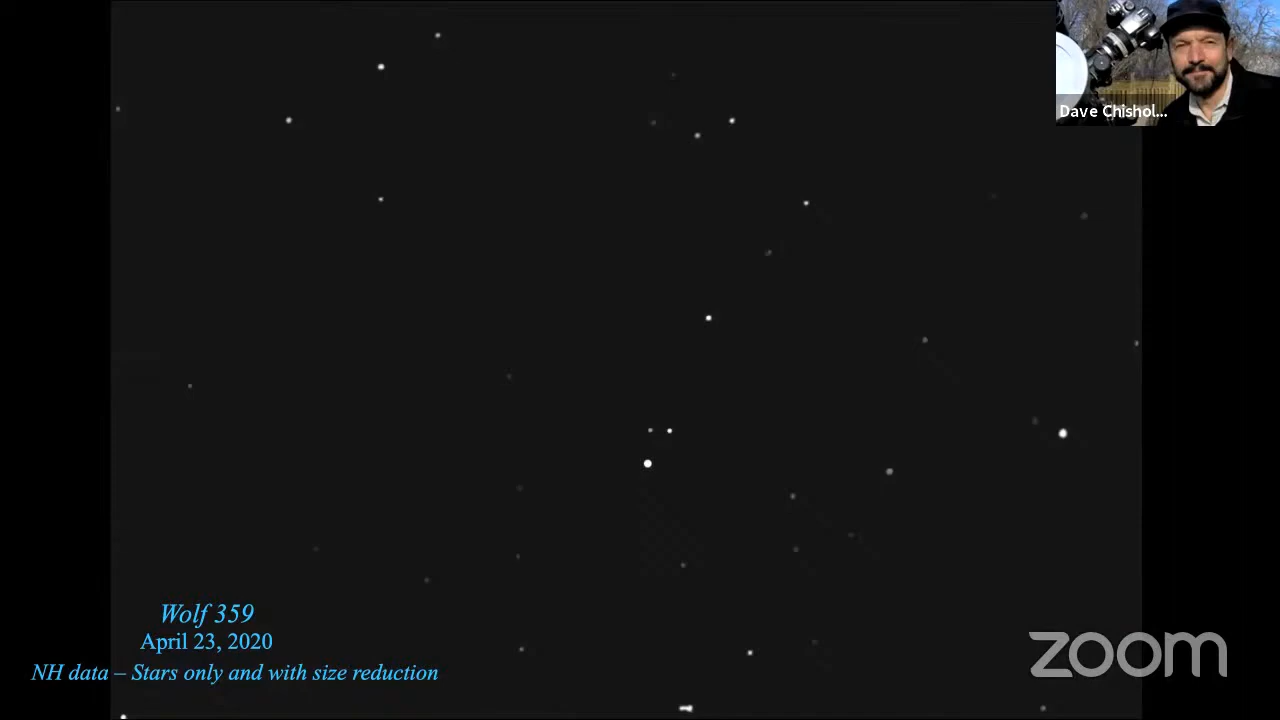 Dave Chishol...
Wolf 359
April 23, 2020
NH data – Stars only and with size reduction
zoom